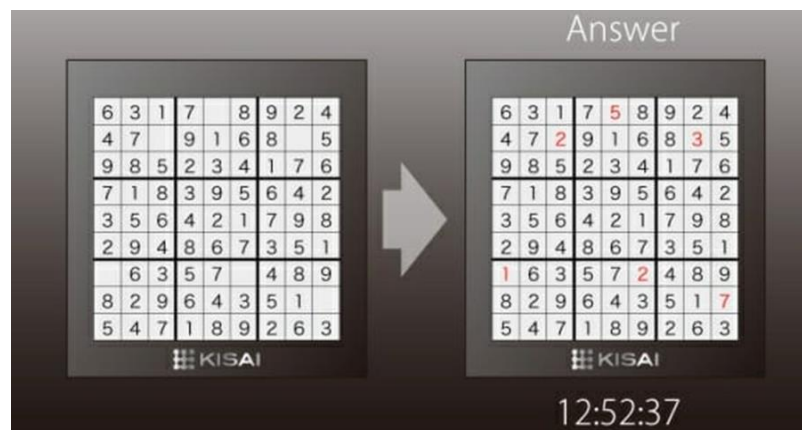 Answer
6 3 1 7 8 9 2 4
4 7 9 1 6 8 5
9 8 5 2 3 4 1 7 6
7 1 8 3 9 5 6 4 2
3 5 6 4 2 1 7 9 8
2 9 4 8 6 7 3 5 1
6 3 5 7 4 8 9
8 2 9 6 4 3 5 1
5 4 7 1 8 9 2 6 3
KISAI
6 3 1 7 5 8 9 2 4
4 7 2 9 1 6 8 3 5
9 8 5 2 3 4 1 7 6
7 1 8 3 9 5 6 4 2
3 5 6 4 2 1 7 9 8
2 9 4 8 6 7 3 5 1
1 6 3 5 7 2 4 8 9
8 2 9 6 4 3 5 1 7
5 4 7 1 8 9 2 6 3
KISAI
12:52:37